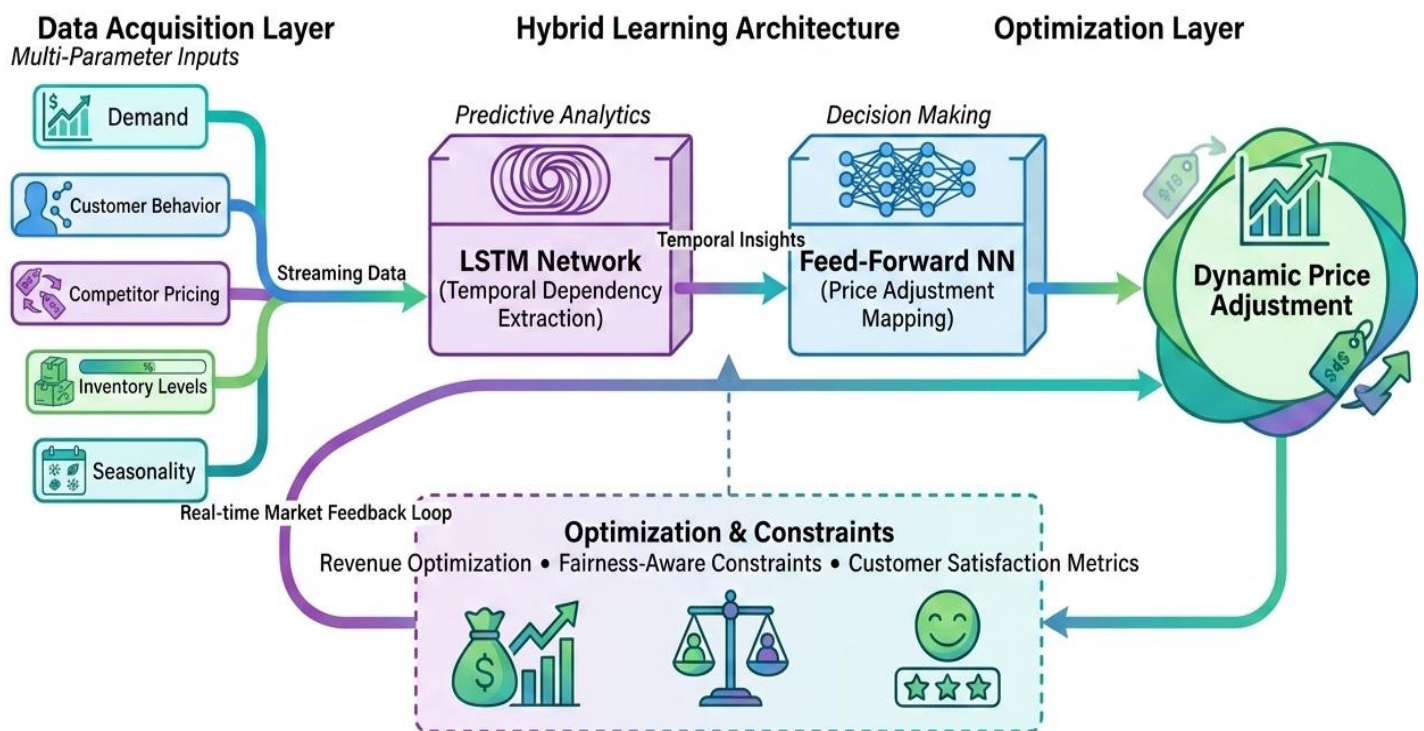 Data Acquisition Layer
Multi-Parameter Inputs
Demand
Customer Behavior
Competitor Pricing
%
Inventory Levels
Seasonality
Streaming Data
Hybrid Learning Architecture
Predictive Analytics
LSTM Network
(Temporal Dependency
Extraction)
Temporal Insights
Decision Making
Feed-Forward NN
(Price Adjustment
Mapping)
Optimization Layer
Dynamic Price
Adjustment
Real-time Market Feedback Loop
Optimization & Constraints
Revenue Optimization • Fairness-Aware Constraints • Customer Satisfaction Metrics
$